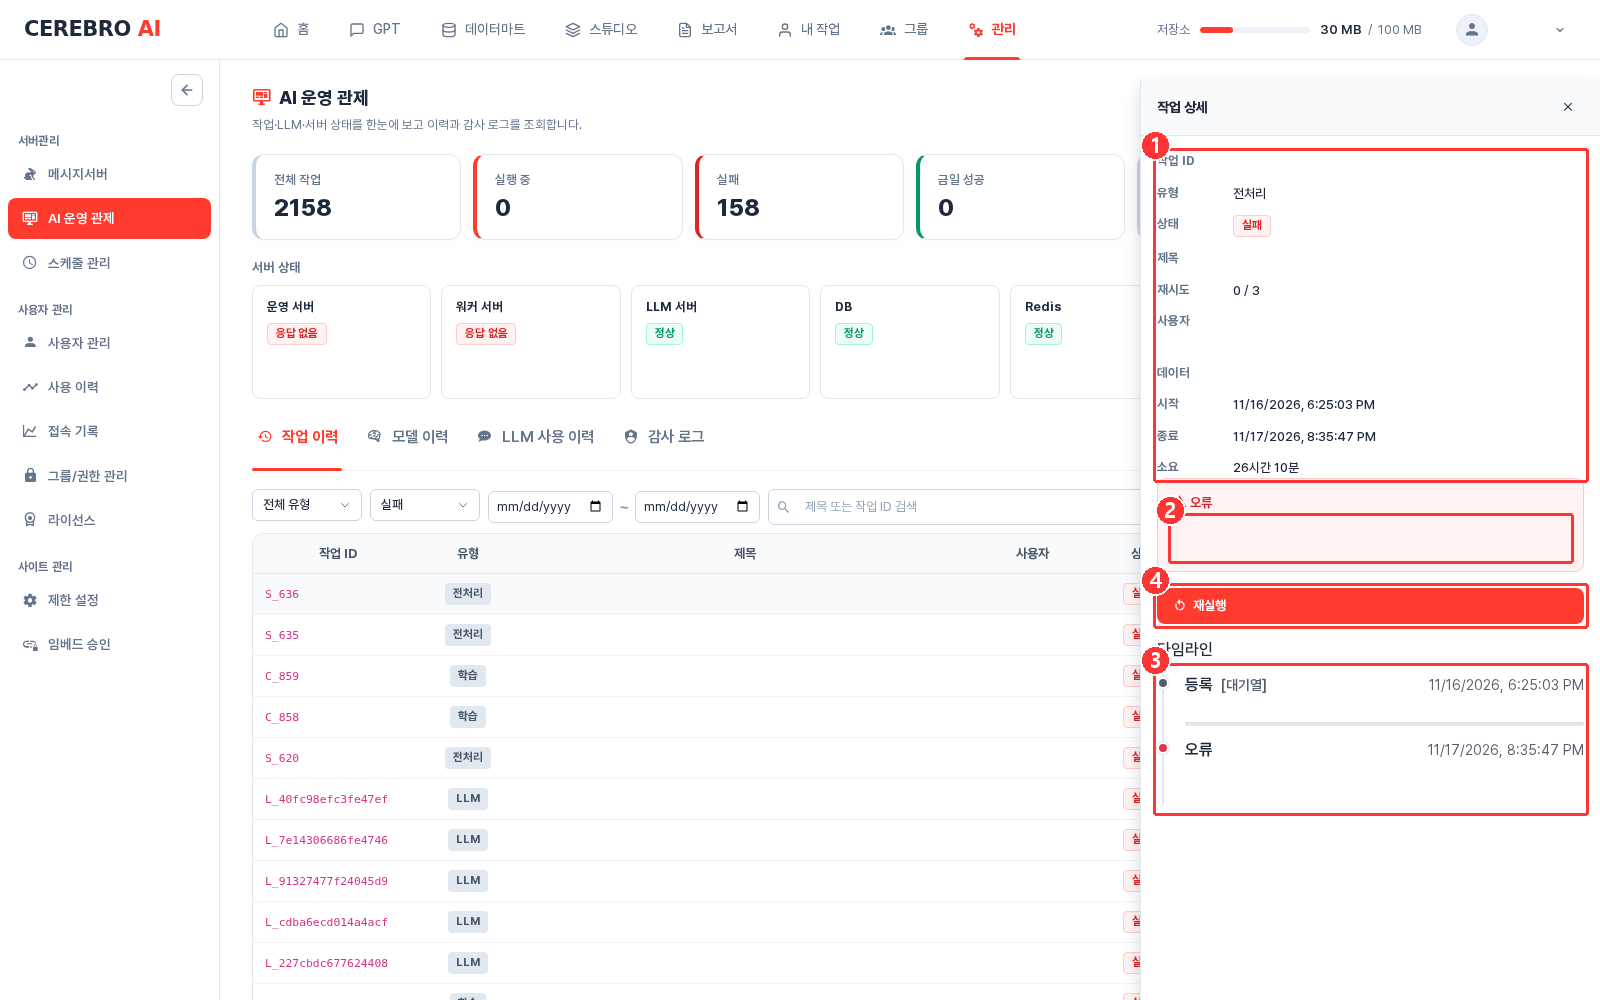 CEREBRO AI
홈
GPT
데이터마트
스튜디오
보고서
내 작업
그룹
관리
저장소
30 MB / 100 MB
서버관리
메시지서버
AI 운영 관제
스케줄 관리
사용자 관리
사용자 관리
사용 이력
접속 기록
그룹/권한 관리
라이선스
사이트 관리
제한 설정
임베드 승인
AI 운영 관제
작업·LLM·서버 상태를 한눈에 보고 이력과 감사 로그를 조회합니다.
전체 작업
2158
실행 중
0
실패
158
금일 성공
0
서버 상태
운영 서버
응답 없음
워커 서버
응답 없음
LLM 서버
정상
DB
정상
Redis
정상
작업 이력
모델 이력
LLM 사용 이력
감사 로그
전체 유형
실패
mm/dd/yyyy
~
mm/dd/yyyy
제목 또는 작업 ID 검색
작업 ID
유형
제목
사용자
S_636
전처리
S_635
전처리
C_859
학습
C_858
학습
S_620
전처리
L_40fc98efc3fe47ef
LLM
L_7e14306686fe4746
LLM
L_91327477f24045d9
LLM
L_cdba6ecd014a4acf
LLM
L_227cbdc677624408
LLM
작업 상세
1
작업 ID
유형
전처리
상태
실패
제목
재시도
0 / 3
사용자
데이터
시작
11/16/2026, 6:25:03 PM
종료
11/17/2026, 8:35:47 PM
소요
26시간 10분
2
오류
4
재실행
타임라인
3
등록 [대기열]
11/16/2026, 6:25:03 PM
오류
11/17/2026, 8:35:47 PM